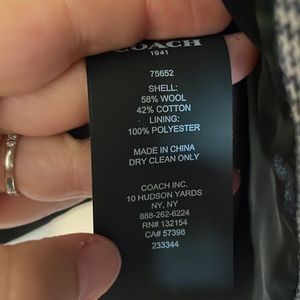 COACH
1941
75652
SHELL:
58% WOOL
42% COTTON
LINING:
100% POLYESTER
MADE IN CHINA
DRY CLEAN ONLY
COACH INC.
10 HUDSON YARDS
NY, NY
888-262-6224
RN# 132154
CA# 57398
233344